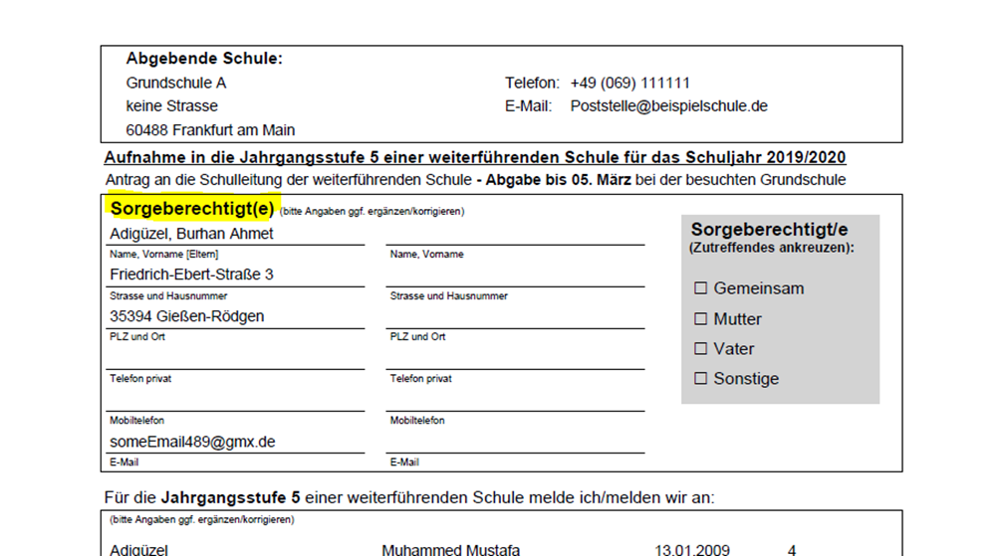 Abgebende Schule:
Grundschule A
Telefon: +49 (069) 111111
keine Strasse
E-Mail: Poststelle@beispielschule.de
60488 Frankfurt am Main
Aufnahme in die Jahrgangsstufe 5 einer weiterführenden Schule für das Schuljahr 2019/2020
Antrag an die Schulleitung der weiterführenden Schule - Abgabe bis 05. März bei der besuchten Grundschule
Sorgeberechtigt(e) (bitte Angaben ggf. ergänzen/korrigieren)
Adigüzel, Burhan Ahmet
Name, Vorname [Eltern]
Friedrich-Ebert-Straße 3
Strasse und Hausnummer
35394 Gießen-Rödgen
PLZ und Ort
Telefon privat
Mobiltelefon
someEmail489@gmx.de
E-Mail
Name, Vorname
Strasse und Hausnummer
PLZ und Ort
Telefon privat
Mobiltelefon
E-Mail
Sorgeberechtigt/e
(Zutreffendes ankreuzen):
☐ Gemeinsam
☐ Mutter
☐ Vater
☐ Sonstige
Für die Jahrgangsstufe 5 einer weiterführenden Schule melde ich/melden wir an:
(bitte Angaben ggf. ergänzen/korrigieren)
Adigüzel Muhammed Mustafa 13.01.2009 4